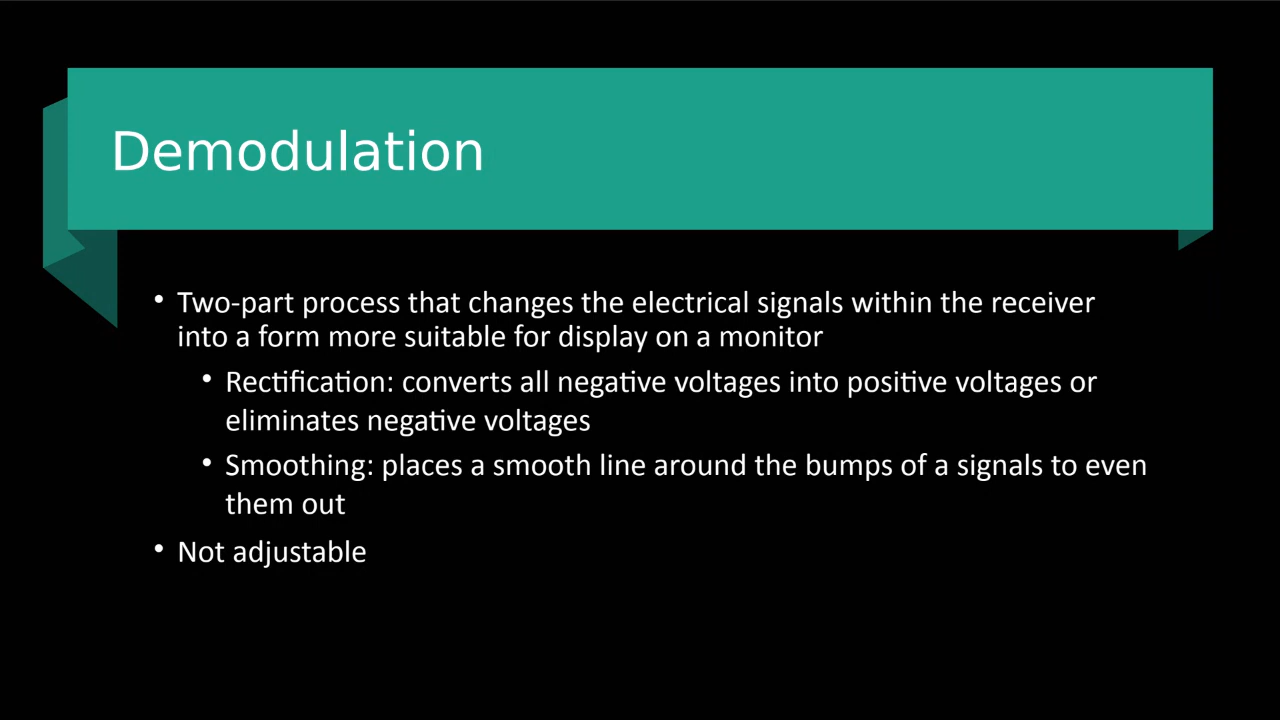 Demodulation
• Two-part process that changes the electrical signals within the receiver
into a form more suitable for display on a monitor
• Rectification: converts all negative voltages into positive voltages or
eliminates negative voltages
• Smoothing: places a smooth line around the bumps of a signals to even
them out
• Not adjustable